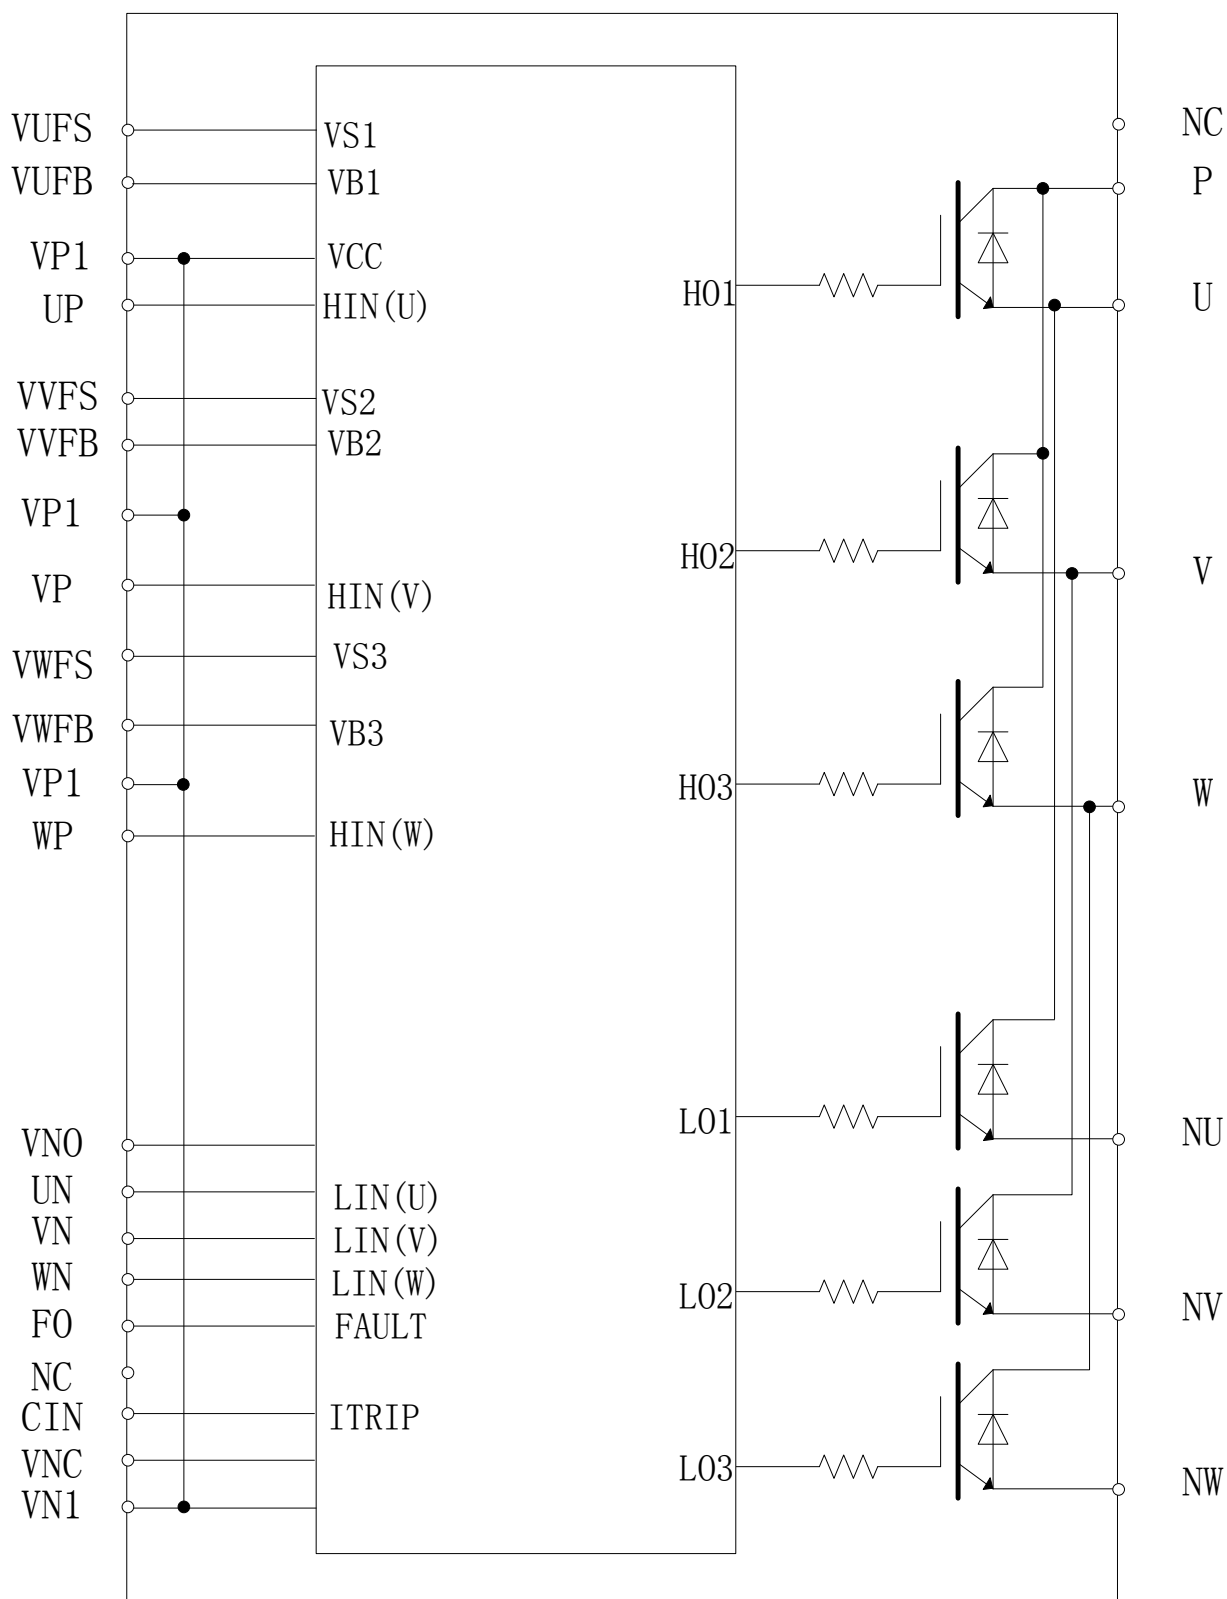 VUFS
VUFB
VP1
UP
VVFS
VVFB
VP1
VP
VWFS
VWFB
VP1
WP
VNO
UN
VN
WN
FO
NC
CIN
VNC
VN1
VS1
VB1
VCC
HIN(U)
VS2
VB2
HIN(V)
VS3
VB3
HIN(W)
LIN(U)
LIN(V)
LIN(W)
FAULT
ITRIP
HO1
HO2
HO3
LO1
LO2
LO3
NC
P
U
V
W
NU
NV
NW